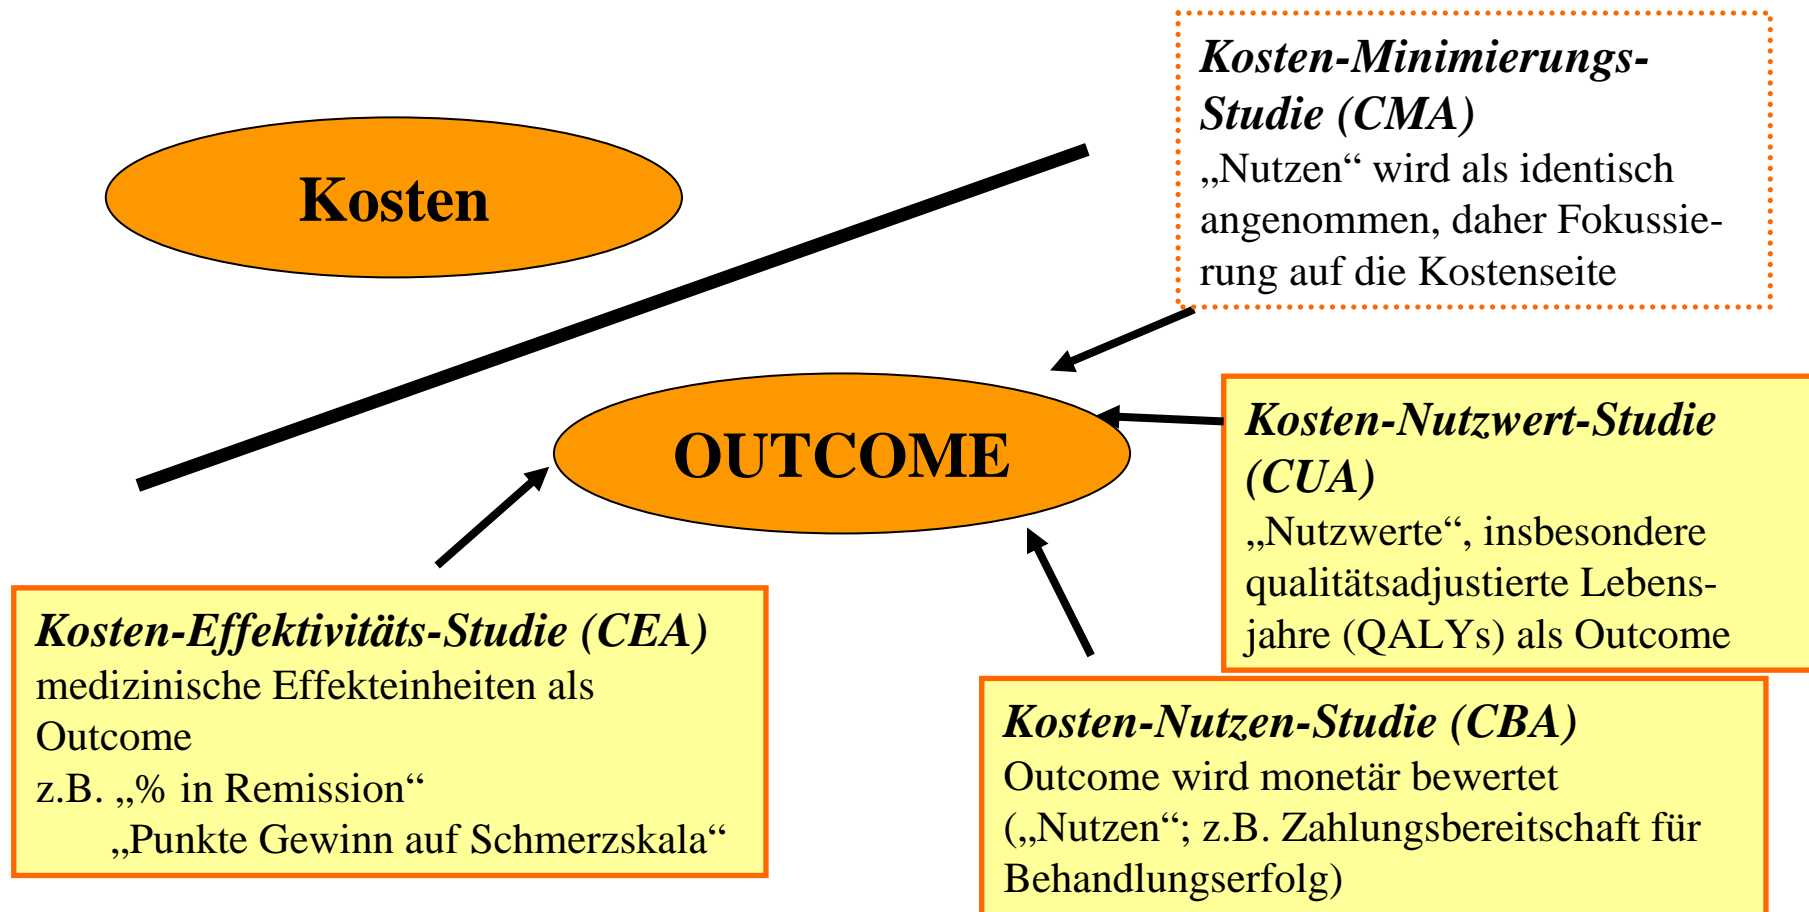 Kosten
Kosten-Minimierungs-
Studie (CMA)
„Nutzen“ wird als identisch
angenommen, daher Fokussie-
rung auf die Kostenseite
OUTCOME
Kosten-Nutzwert-Studie
(CUA)
„Nutzwerte“, insbesondere
qualitätsadjustierte Lebens-
jahre (QALYs) als Outcome
Kosten-Effektivitäts-Studie (CEA)
medizinische Effekteinheiten als
Outcome
z.B. „% in Remission“
„Punkte Gewinn auf Schmerzskala“
Kosten-Nutzen-Studie (CBA)
Outcome wird monetär bewertet
(„Nutzen“; z.B. Zahlungsbereitschaft für
Behandlungserfolg)